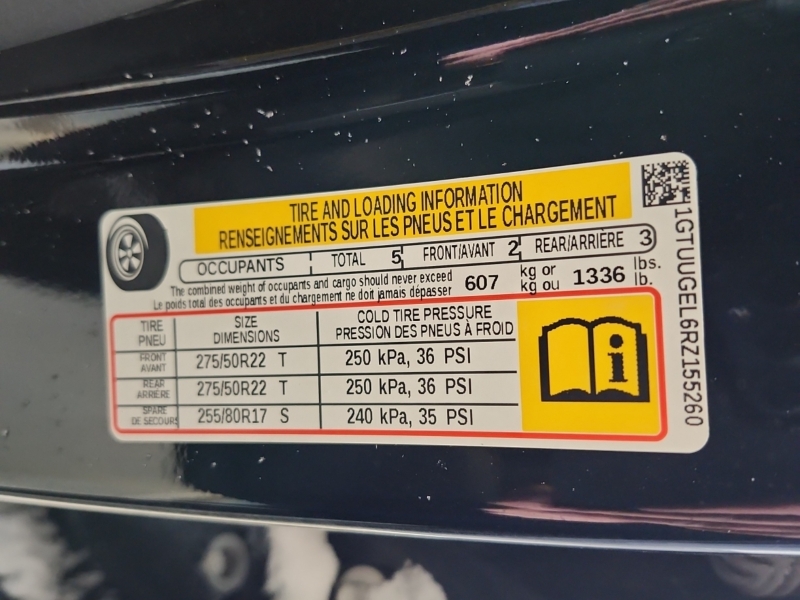 TIRE AND LOADING INFORMATION
RENSEIGNEMENTS SUR LES PNEUS ET LE CHARGEMENT
OCCUPANTS TOTAL 5 FRONT/AVANT 2 REAR/ARRIÈRE 3
The combined weight of occupants and cargo should never exceed 607 kg or 1336 lbs.
Le poids total des occupants et du chargement ne doit jamais dépasser kg ou lb.
TIRE SIZE COLD TIRE PRESSURE
PNEU DIMENSIONS PRESSION DES PNEUS À FROID
FRONT
AVANT 275/50R22 T 250 kPa, 36 PSI
REAR
ARRIÈRE 275/50R22 T 250 kPa, 36 PSI
SPARE
DE SECOURS 255/80R17 S 240 kPa, 35 PSI
i
1GTUUGEL6RZ155260